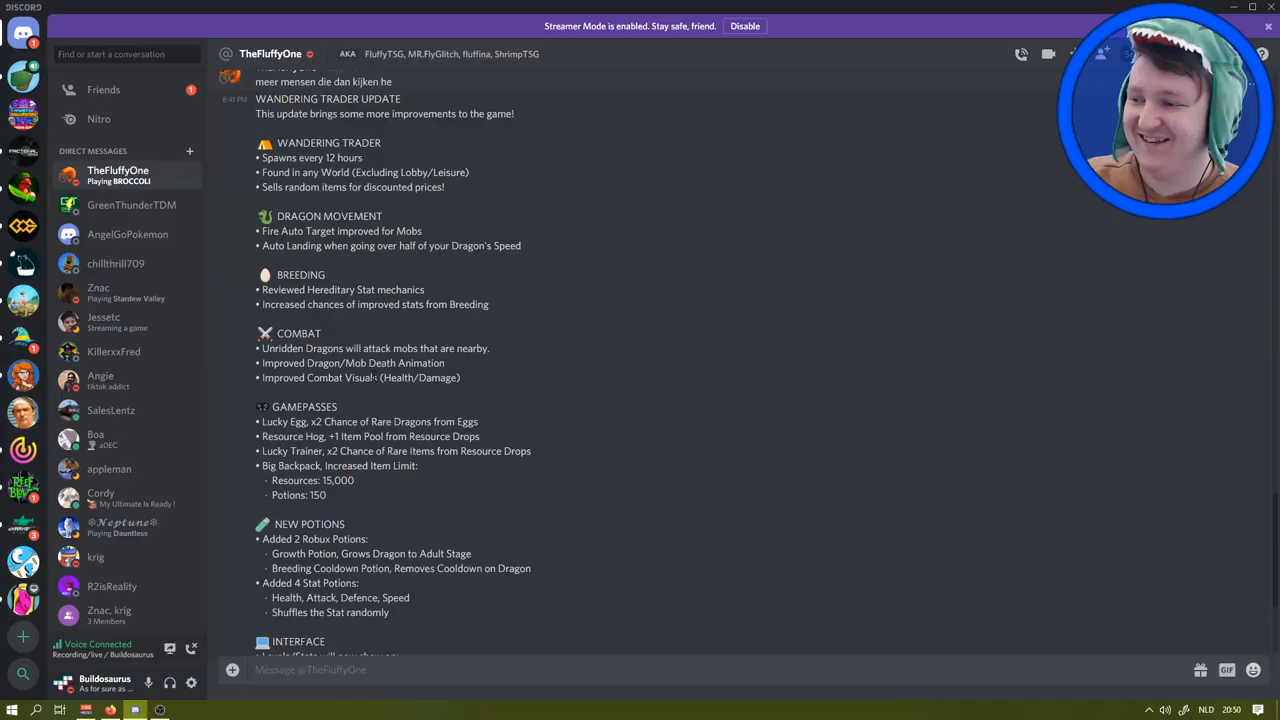 DISCORD
Streamer Mode is enabled. Stay safe, friend.
Disable
Find or start a conversation
TheFluffyOne
AKA
FluffyTSG, MR.FlyGlitch, fluffina, ShrimpTSG
Friends
1
Nitro
DIRECT MESSAGES
TheFluffyOne
Playing BROCCOLI
GreenThunderTDM
AngelGoPokemon
chillthrill709
Znac
Playing Stardew Valley
Jessetc
Streaming a game
KillerxxFred
Angie
tiktok addict
SalesLentz
Boa
aDEC
appleman
Cordy
My Ultimate Is Ready !
❄𝓝𝓮𝓹𝓽𝓾𝓷𝓮❄
Playing Dauntless
krig
R2isReality
Znac, krig
3 Members
Voice Connected
Recording/live / Buildosaurus
Buildosaurus
As for sure as ...
meer mensen die dan kijken he
8:41 PM
WANDERING TRADER UPDATE
This update brings some more improvements to the game!
WANDERING TRADER
• Spawns every 12 hours
• Found in any World (Excluding Lobby/Leisure)
• Sells random items for discounted prices!
DRAGON MOVEMENT
• Fire Auto Target improved for Mobs
• Auto Landing when going over half of your Dragon's Speed
BREEDING
• Reviewed Hereditary Stat mechanics
• Increased chances of improved stats from Breeding
COMBAT
• Unridden Dragons will attack mobs that are nearby.
• Improved Dragon/Mob Death Animation
• Improved Combat Visuals (Health/Damage)
GAMEPASSES
• Lucky Egg, x2 Chance of Rare Dragons from Eggs
• Resource Hog, +1 Item Pool from Resource Drops
• Lucky Trainer, x2 Chance of Rare Items from Resource Drops
• Big Backpack, Increased Item Limit:
· Resources: 15,000
· Potions: 150
NEW POTIONS
• Added 2 Robux Potions:
· Growth Potion, Grows Dragon to Adult Stage
· Breeding Cooldown Potion, Removes Cooldown on Dragon
• Added 4 Stat Potions:
· Health, Attack, Defence, Speed
· Shuffles the Stat randomly
INTERFACE
Message @TheFluffyOne
GIF
NLD
20:50